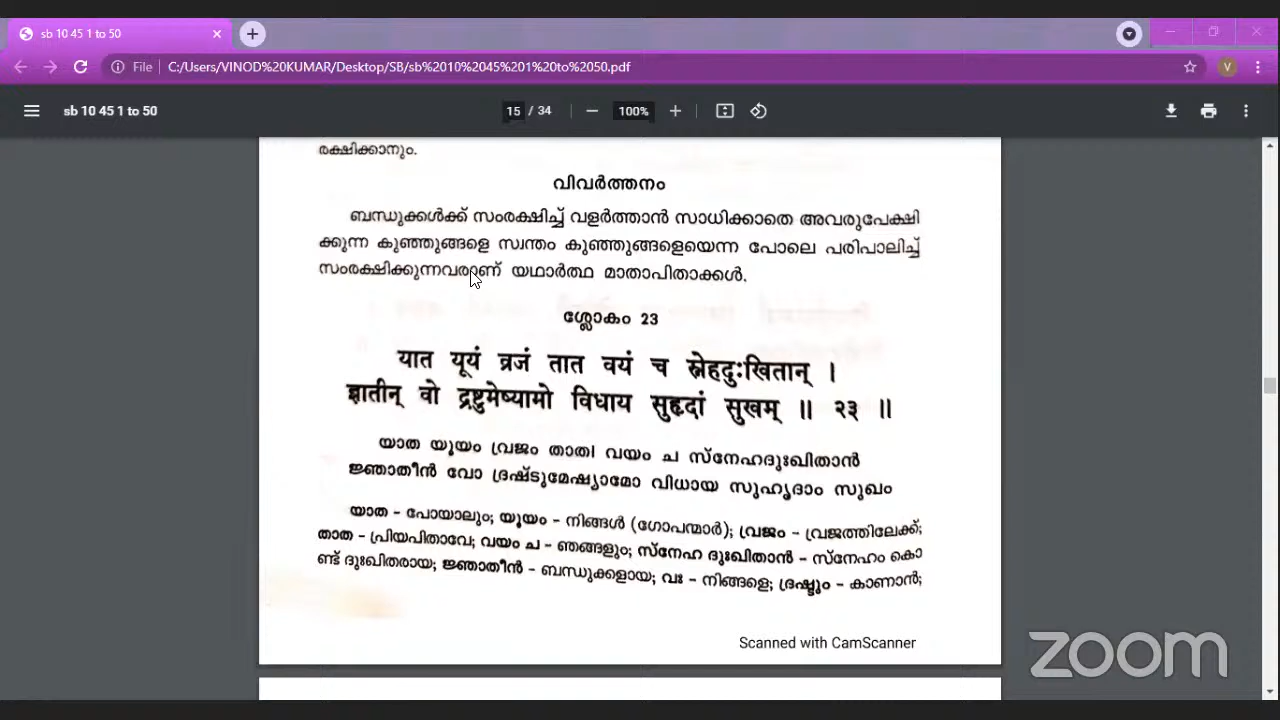 sb 10 45 1 to 50
File C:/Users/VINOD%20KUMAR/Desktop/SB/sb%2010%2045%201%20to%2050.pdf V
sb 10 45 1 to 50 15 / 34 100%
രക്ഷിക്കാനും.
വിവർത്തനം
ബന്ധുക്കൾക്ക് സംരക്ഷിച്ച് വളർത്താൻ സാധിക്കാതെ അവരുപേക്ഷി
ക്കുന്ന കുഞ്ഞുങ്ങളെ സ്വന്തം കുഞ്ഞുങ്ങളെയെന്ന പോലെ പരിപാലിച്ച്
സംരക്ഷിക്കുന്നവരാണ് യഥാർത്ഥ മാതാപിതാക്കൾ.
ശ്ലോകം 23
यात यूयं व्रजं तात वयं च स्नेहदुःखितान् ।
ज्ञातीन् वो द्रष्टुमेष्यामो विधाय सुहृदां सुखम् ॥ २३ ॥
യാത യൂയം വ്രജം താത! വയം ച സ്നേഹദുഃഖിതാൻ
ജ്ഞാതീൻ വോ ദ്രഷ്ടുമേഷ്യാമോ വിധായ സുഹൃദാം സുഖം
യാത - പോയാലും; യൂയം - നിങ്ങൾ (ഗോപന്മാർ); വ്രജം - വ്രജത്തിലേക്ക്;
താത - പ്രിയപിതാവേ; വയം ച - ഞങ്ങളും; സ്നേഹ ദുഃഖിതാൻ - സ്നേഹം കൊ
ണ്ട് ദുഃഖിതരായ; ജ്ഞാതീൻ - ബന്ധുക്കളായ; വഃ - നിങ്ങളെ; ദ്രഷ്ടും - കാണാൻ;
Scanned with CamScanner
zoom